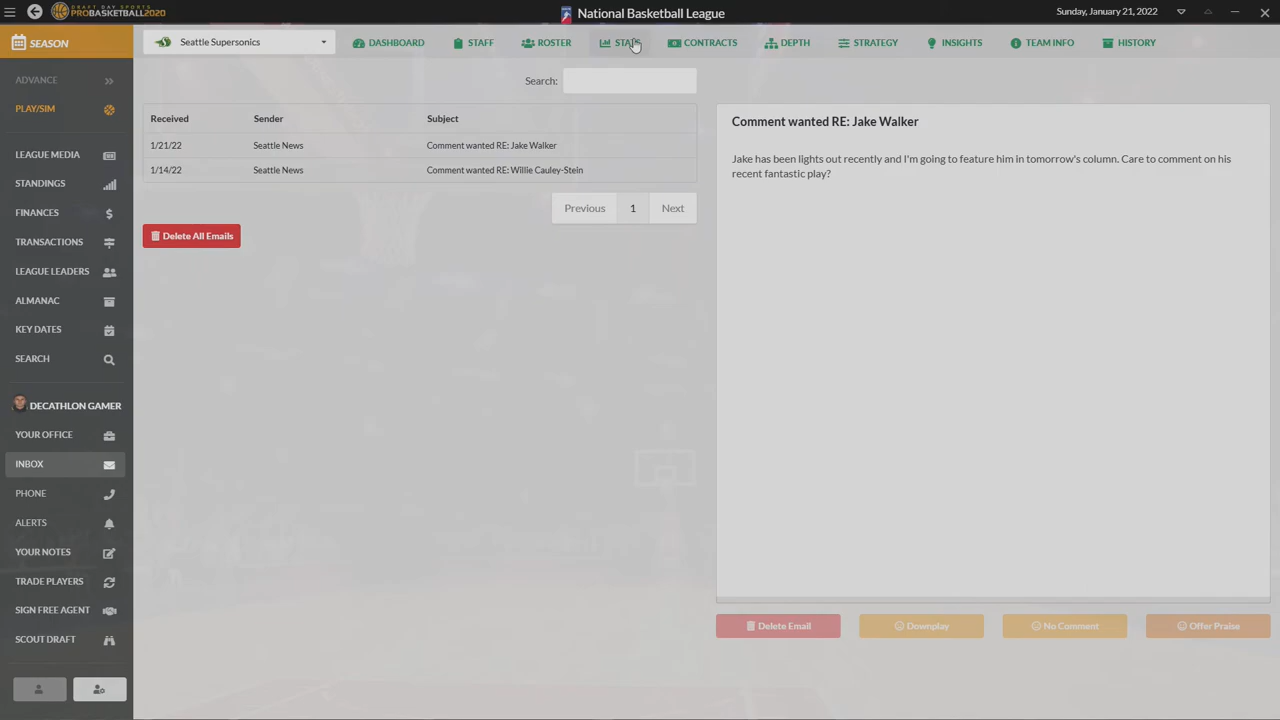 DRAFT DAY SPORTS
PROBASKETBALL2020
National Basketball League
Sunday, January 21, 2022
SEASON
Seattle Supersonics
DASHBOARD
STAFF
ROSTER
STATS
CONTRACTS
DEPTH
STRATEGY
INSIGHTS
TEAM INFO
HISTORY
ADVANCE
PLAY/SIM
LEAGUE MEDIA
STANDINGS
FINANCES
TRANSACTIONS
LEAGUE LEADERS
ALMANAC
KEY DATES
SEARCH
DECATHLON GAMER
YOUR OFFICE
INBOX
PHONE
ALERTS
YOUR NOTES
TRADE PLAYERS
SIGN FREE AGENT
SCOUT DRAFT
Search:
Received Sender Subject
1/21/22 Seattle News Comment wanted RE: Jake Walker
1/14/22 Seattle News Comment wanted RE: Willie Cauley-Stein
Previous 1 Next
Delete All Emails
Comment wanted RE: Jake Walker
Jake has been lights out recently and I'm going to feature him in tomorrow's column. Care to comment on his
recent fantastic play?
Delete Email
Downplay
No Comment
Offer Praise